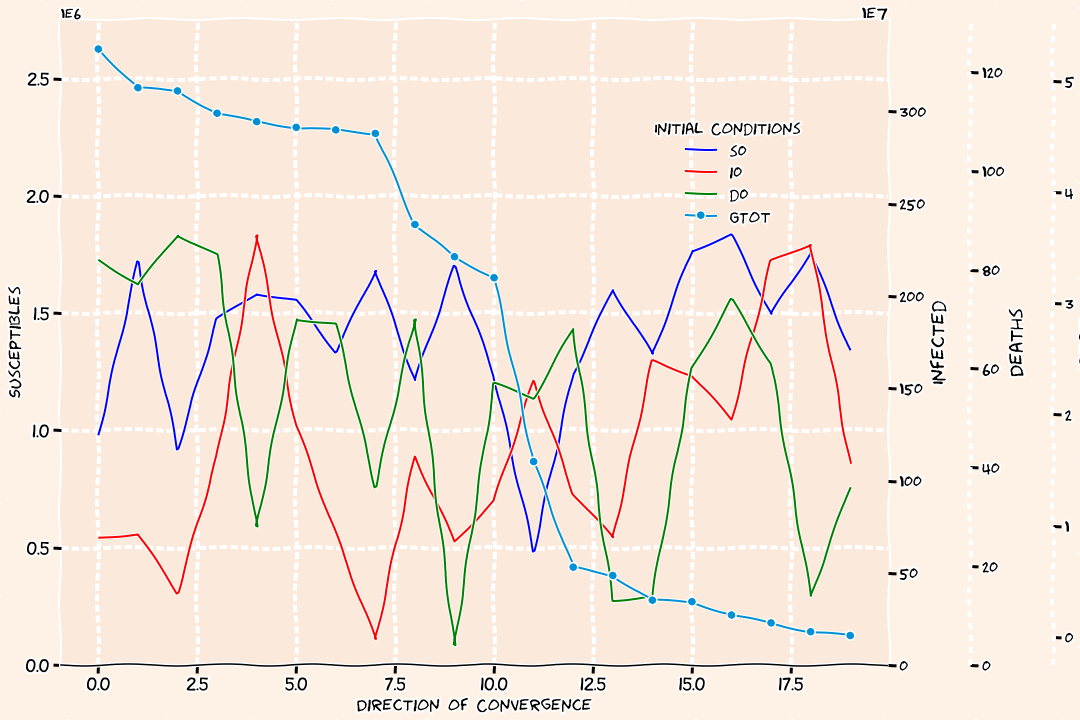 1E6
1E7
2.5
2.0
1.5
1.0
0.5
0.0
SUSCEPTIBLES
0.0 2.5 5.0 7.5 10.0 12.5 15.0 17.5
DIRECTION OF CONVERGENCE
INITIAL CONDITIONS
S0
I0
D0
GTOT
300
250
200
150
100
50
0
INFECTED
120
100
80
60
40
20
0
DEATHS
5
4
3
2
1
0